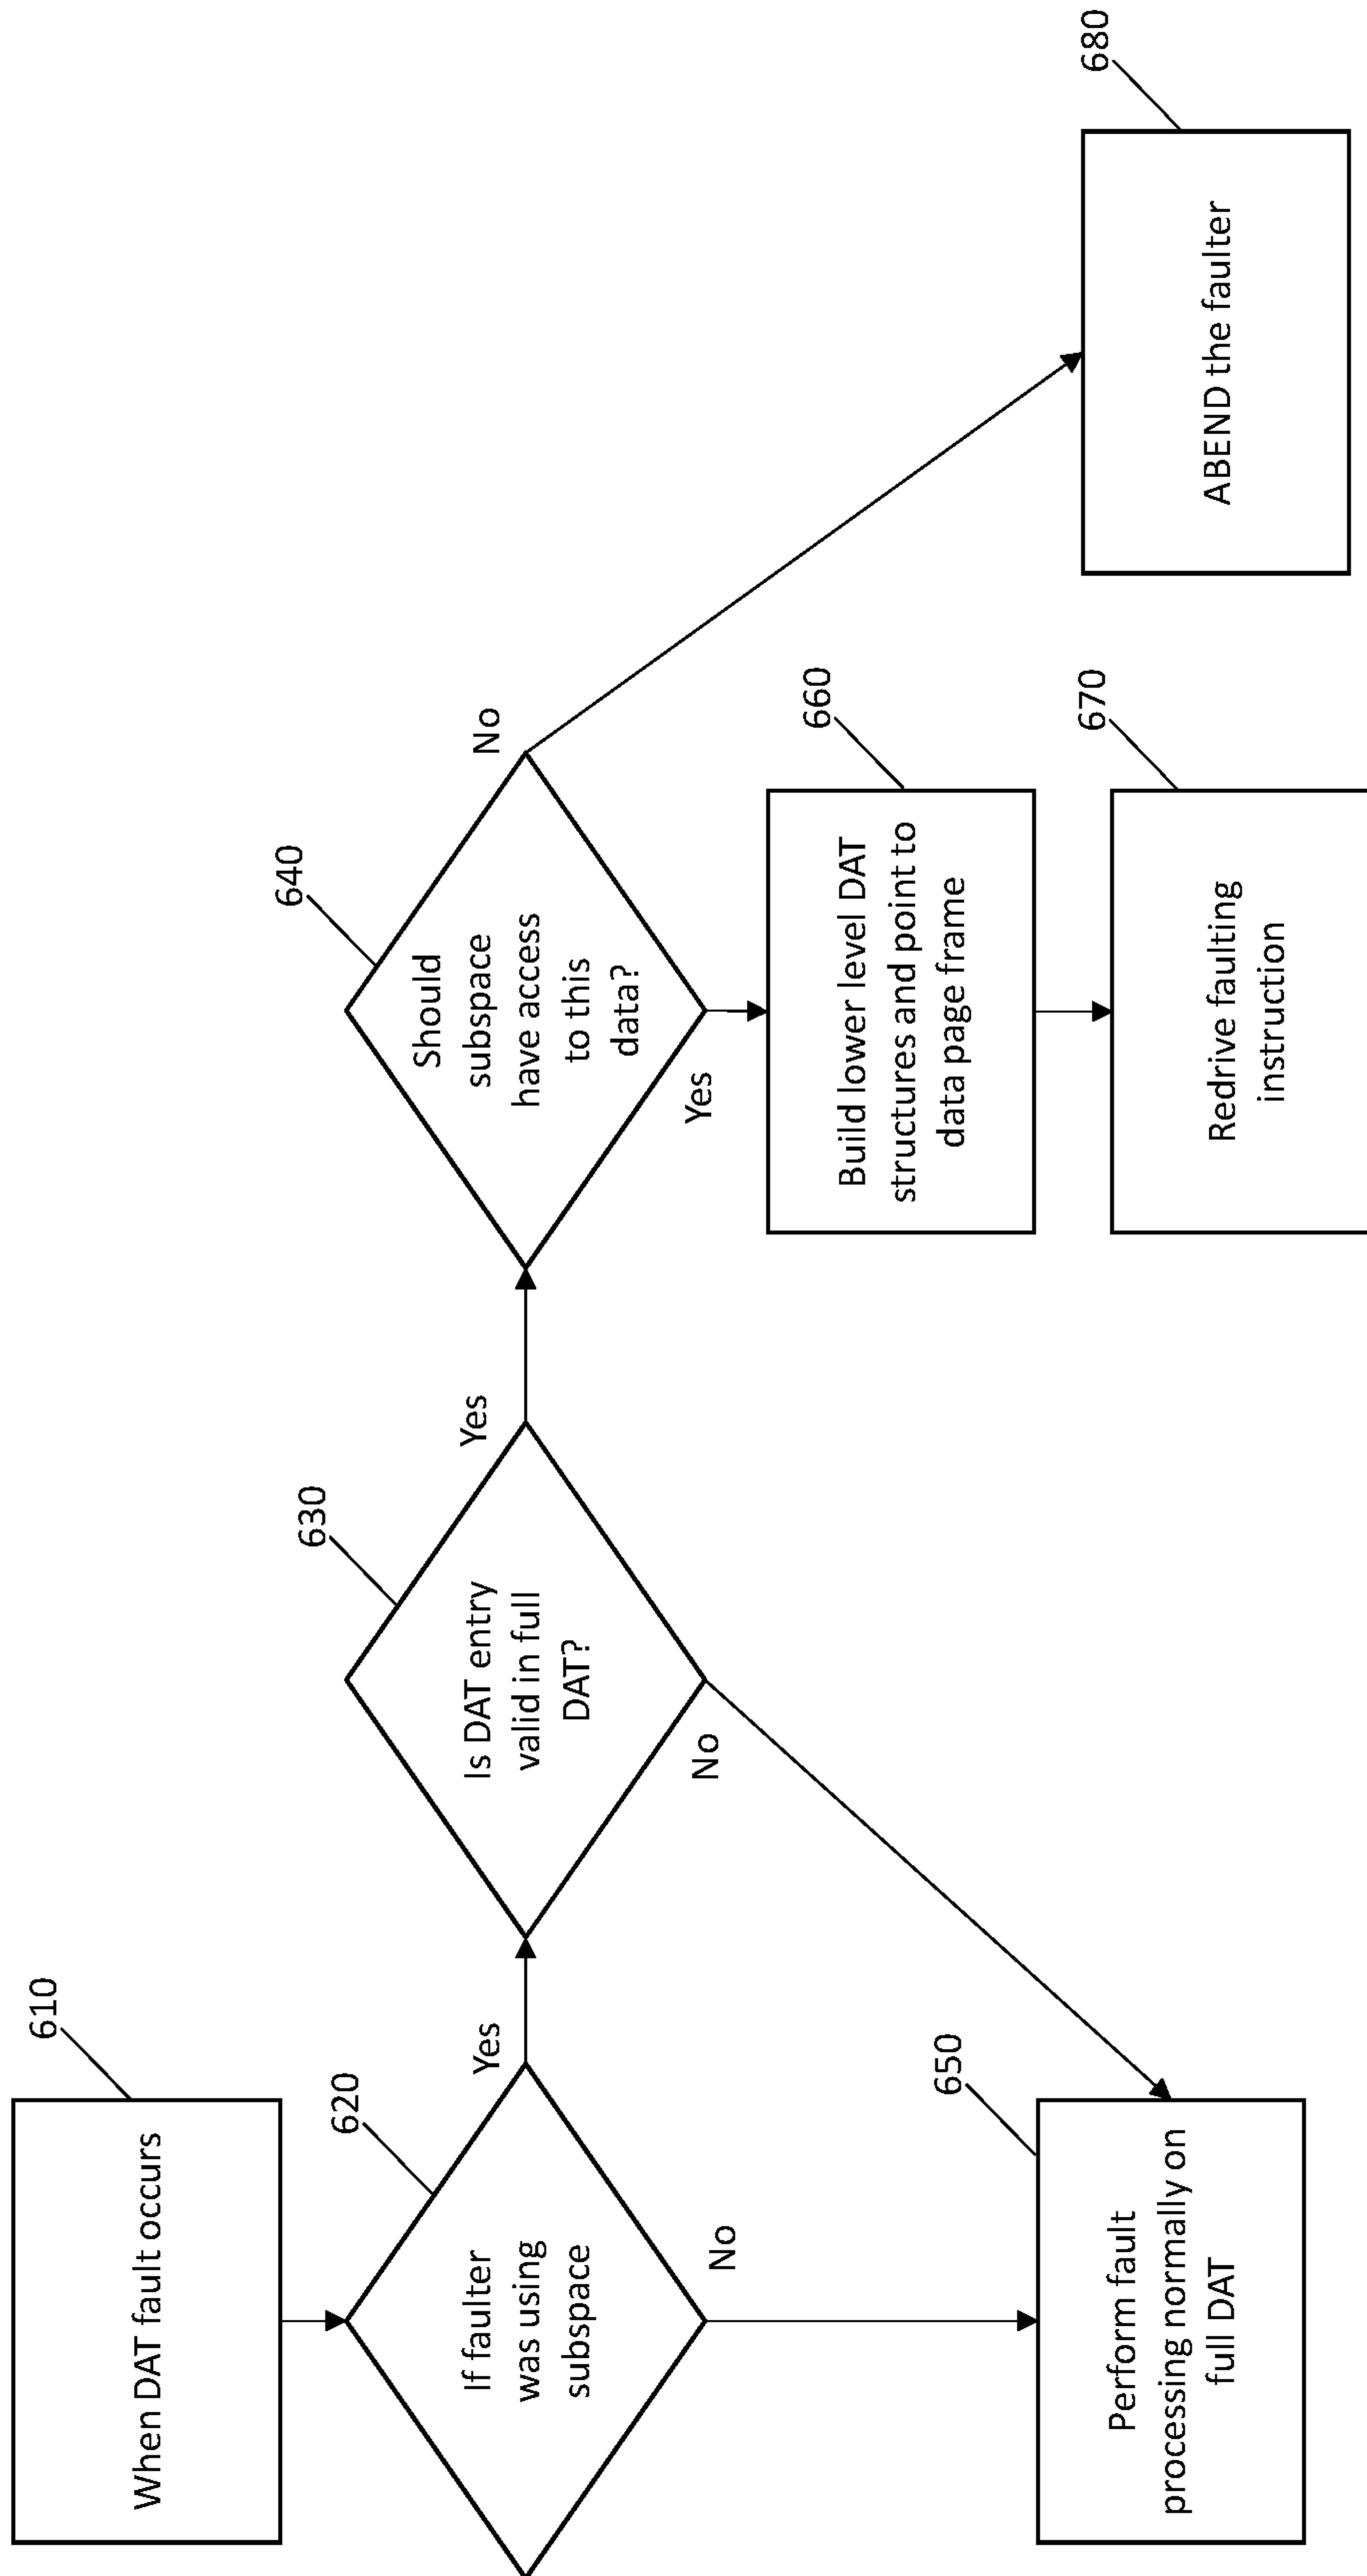 610
When DAT fault occurs
620
If faulter
was using
subspace
Yes
No
630
Is DAT entry
valid in full
DAT?
Yes
No
640
Should
subspace
have access
to this
data?
No
Yes
650
Perform fault
processing normally on
full DAT
660
Build lower level DAT
structures and point to
data page frame
670
Redrive faulting
instruction
680
ABEND the faulter